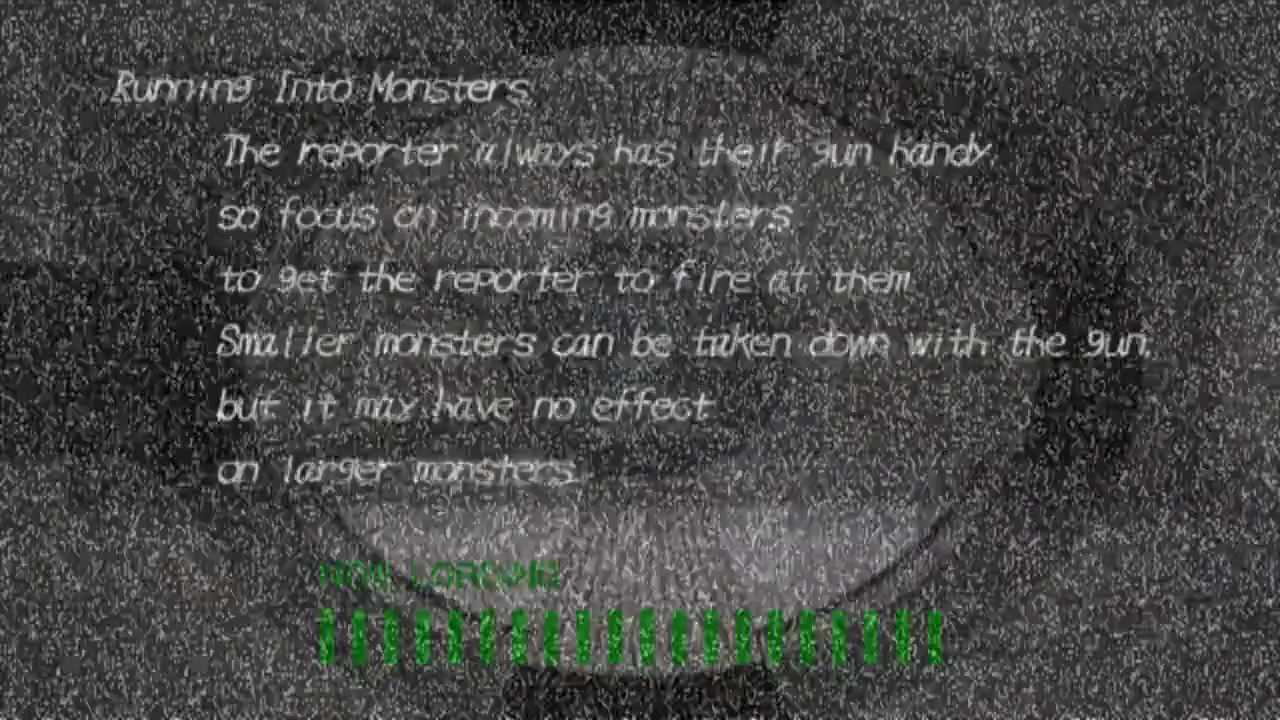 Running Into Monsters
The reporter always has their gun handy
so focus on incoming monsters
to get the reporter to fire at them.
Smaller monsters can be taken down with the gun,
but it may have no effect
on larger monsters.
NOW LOADING